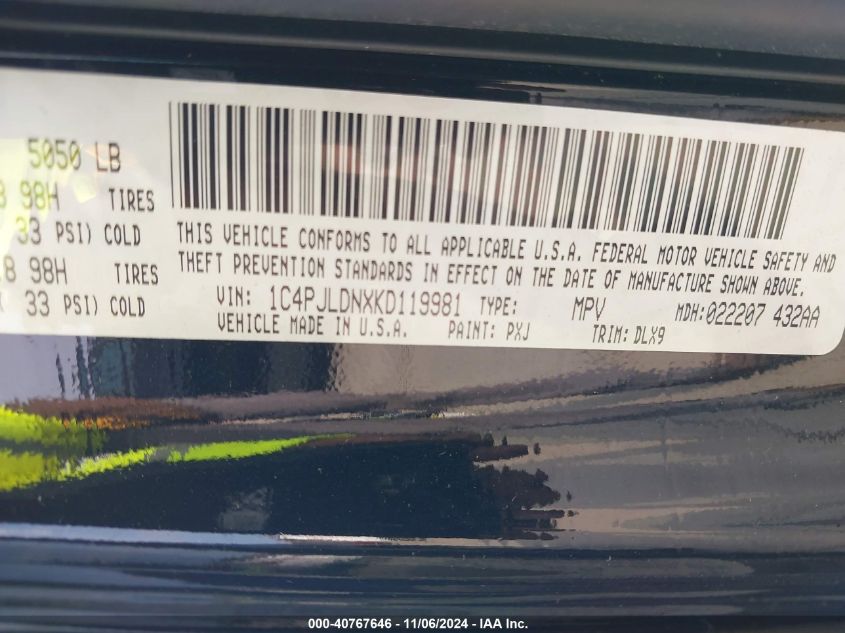 5050 LB
98H TIRES
33 PSI) COLD
98H TIRES
33 PSI) COLD
THIS VEHICLE CONFORMS TO ALL APPLICABLE U.S.A. FEDERAL MOTOR VEHICLE SAFETY AND
THEFT PREVENTION STANDARDS IN EFFECT ON THE DATE OF MANUFACTURE SHOWN ABOVE.
VIN: 1C4PJLDNXKD119981 TYPE: MPV MDH:022207 432AA
VEHICLE MADE IN U.S.A. PAINT: PXJ TRIM: DLX9
000-40767646 - 11/06/2024 - IAA Inc.